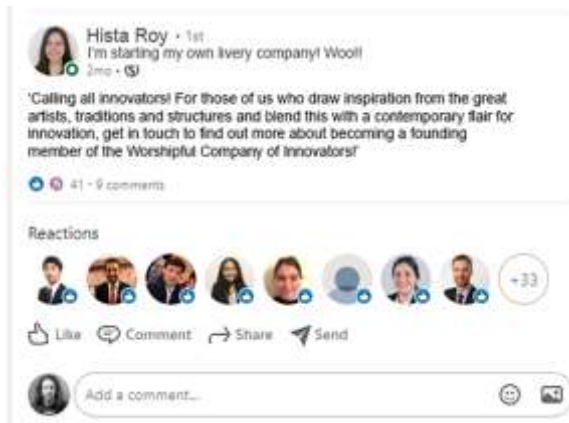 Hista Roy • 1st
I'm starting my own livery company! Woo!!
2mo •
'Calling all innovators! For those of us who draw inspiration from the great
artists, traditions and structures and blend this with a contemporary flair for
innovation, get in touch to find out more about becoming a founding
member of the Worshipful Company of Innovators!'
41 • 9 comments
Reactions
+33
Like Comment Share Send
Add a comment...